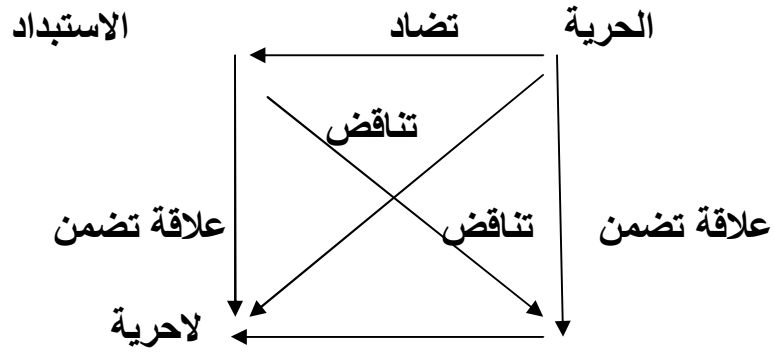 الحرية تضاد الاستبداد
تناقض
علاقة تضمن تناقض علاقة تضمن
لاحرية